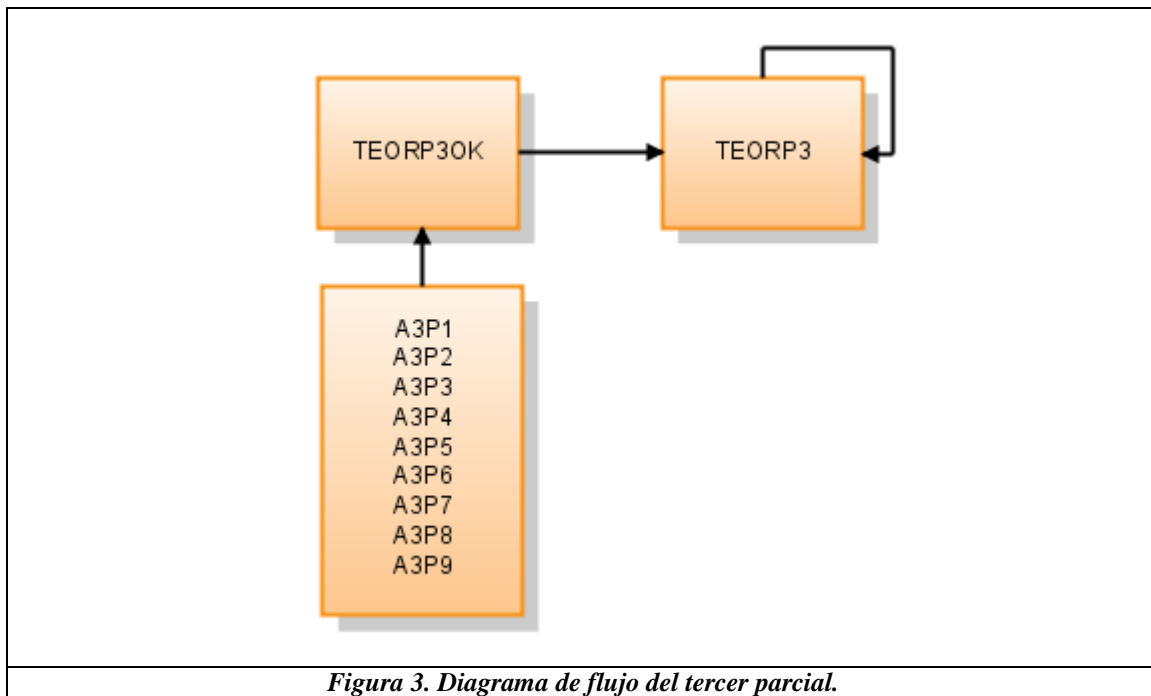 TEORP3OK
TEORP3
A3P1
A3P2
A3P3
A3P4
A3P5
A3P6
A3P7
A3P8
A3P9
Figura 3. Diagrama de flujo del tercer parcial.